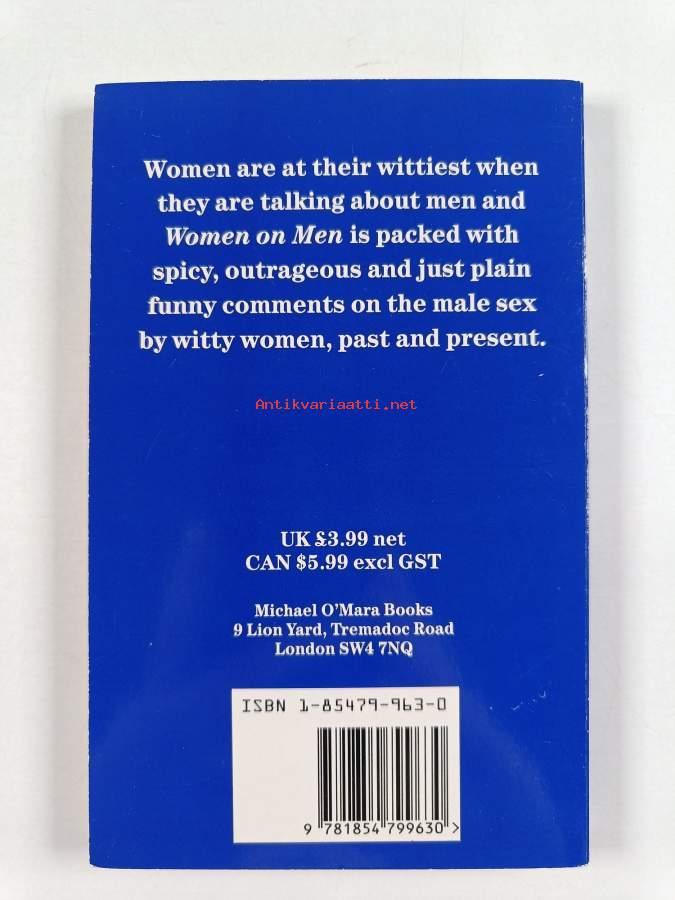 Women are at their wittiest when
they are talking about men and
Women on Men is packed with
spicy, outrageous and just plain
funny comments on the male sex
by witty women, past and present.
Antikvariaatti.net
UK £3.99 net
CAN $5.99 excl GST
Michael O'Mara Books
9 Lion Yard, Tremadoc Road
London SW4 7NQ
ISBN 1-85479-963-0
9 781854 799630 >